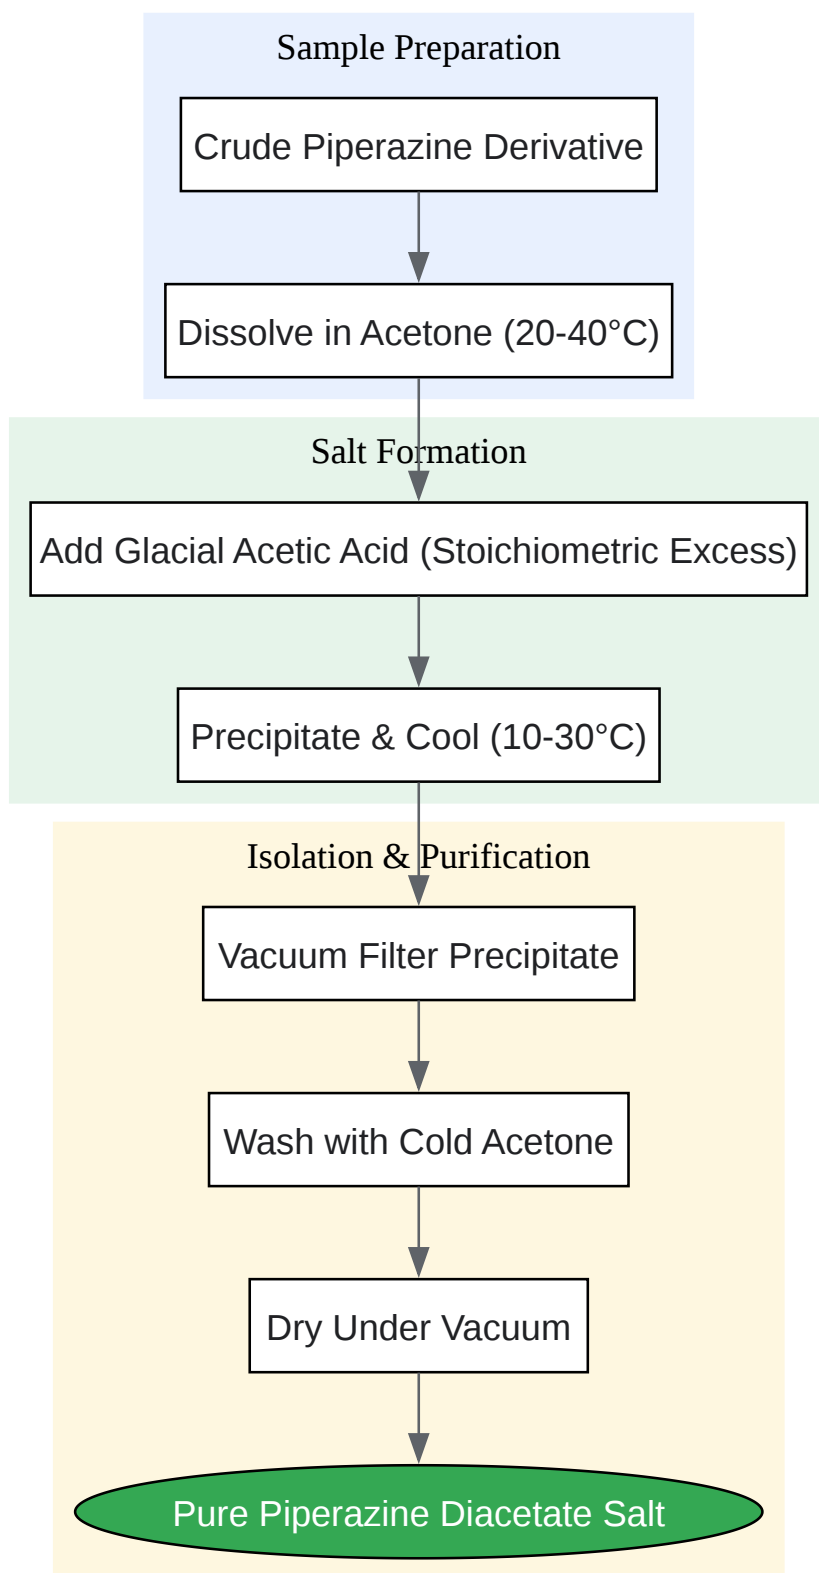 Sample Preparation
Crude Piperazine Derivative
Dissolve in Acetone (20-40°C)
Salt Formation
Add Glacial Acetic Acid (Stoichiometric Excess)
Precipitate & Cool (10-30°C)
Isolation & Purification
Vacuum Filter Precipitate
Wash with Cold Acetone
Dry Under Vacuum
Pure Piperazine Diacetate Salt